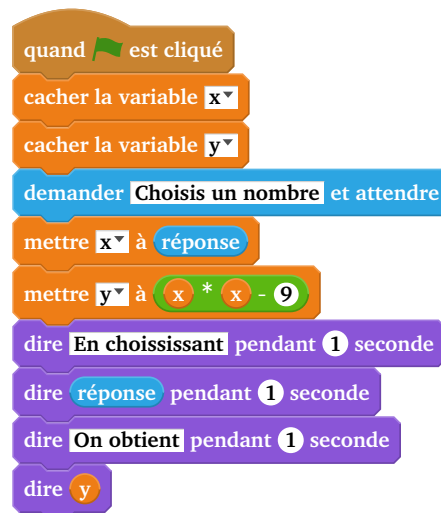 quand est cliqué
cacher la variable x
cacher la variable y
demander Choisis un nombre et attendre
mettre x à réponse
mettre y à x * x - 9
dire En choississant pendant 1 seconde
dire réponse pendant 1 seconde
dire On obtient pendant 1 seconde
dire y